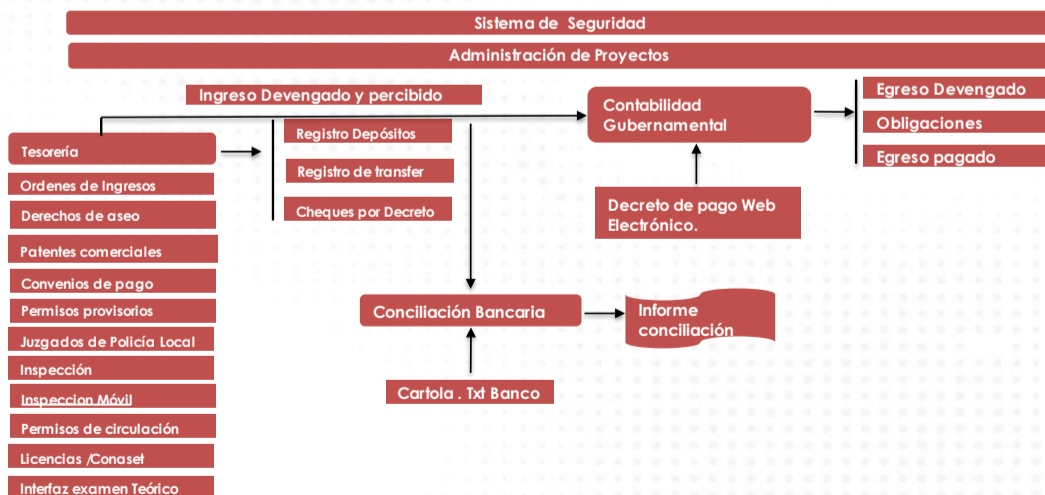 Sistema de Seguridad
Administración de Proyectos
Ingreso Devengado y percibido
Tesorería
Ordenes de Ingresos
Derechos de aseo
Patentes comerciales
Convenios de pago
Permisos provisorios
Juzgados de Policía Local
Inspección
Inspeccion Móvil
Permisos de circulación
Licencias /Conaset
Interfaz examen Teórico
Registro Depósitos
Registro de transfer
Cheques por Decreto
Contabilidad
Gubernamental
Egreso Devengado
Obligaciones
Egreso pagado
Decreto de pago Web
Electrónico.
Conciliación Bancaria
Informe
conciliación
Cartola . Txt Banco